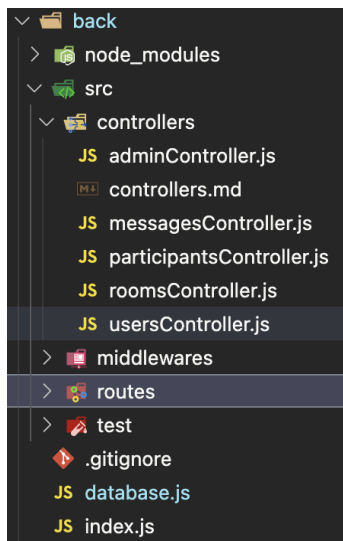 back
node_modules
src
controllers
JS adminController.js
M↓ controllers.md
JS messagesController.js
JS participantsController.js
JS roomsController.js
JS usersController.js
middlewares
routes
test
.gitignore
JS database.js
JS index.js